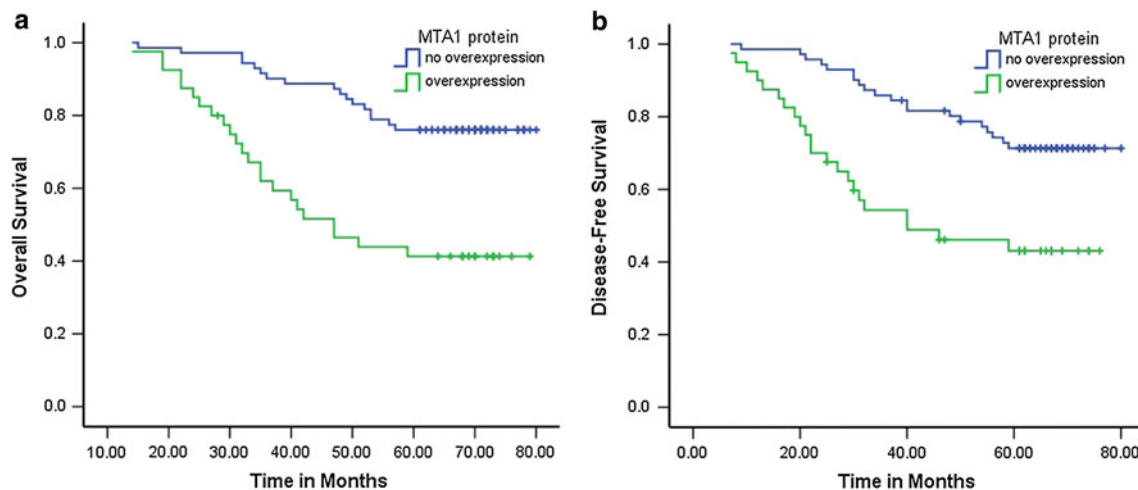 a
MTA1 protein
no overexpression
overexpression
1.0
0.8
0.6
0.4
0.2
0.0
Overall Survival
10.00 20.00 30.00 40.00 50.00 60.00 70.00 80.00
Time in Months
b
MTA1 protein
no overexpression
overexpression
1.0
0.8
0.6
0.4
0.2
0.0
Disease-Free Survival
0.00 20.00 40.00 60.00 80.00
Time in Months